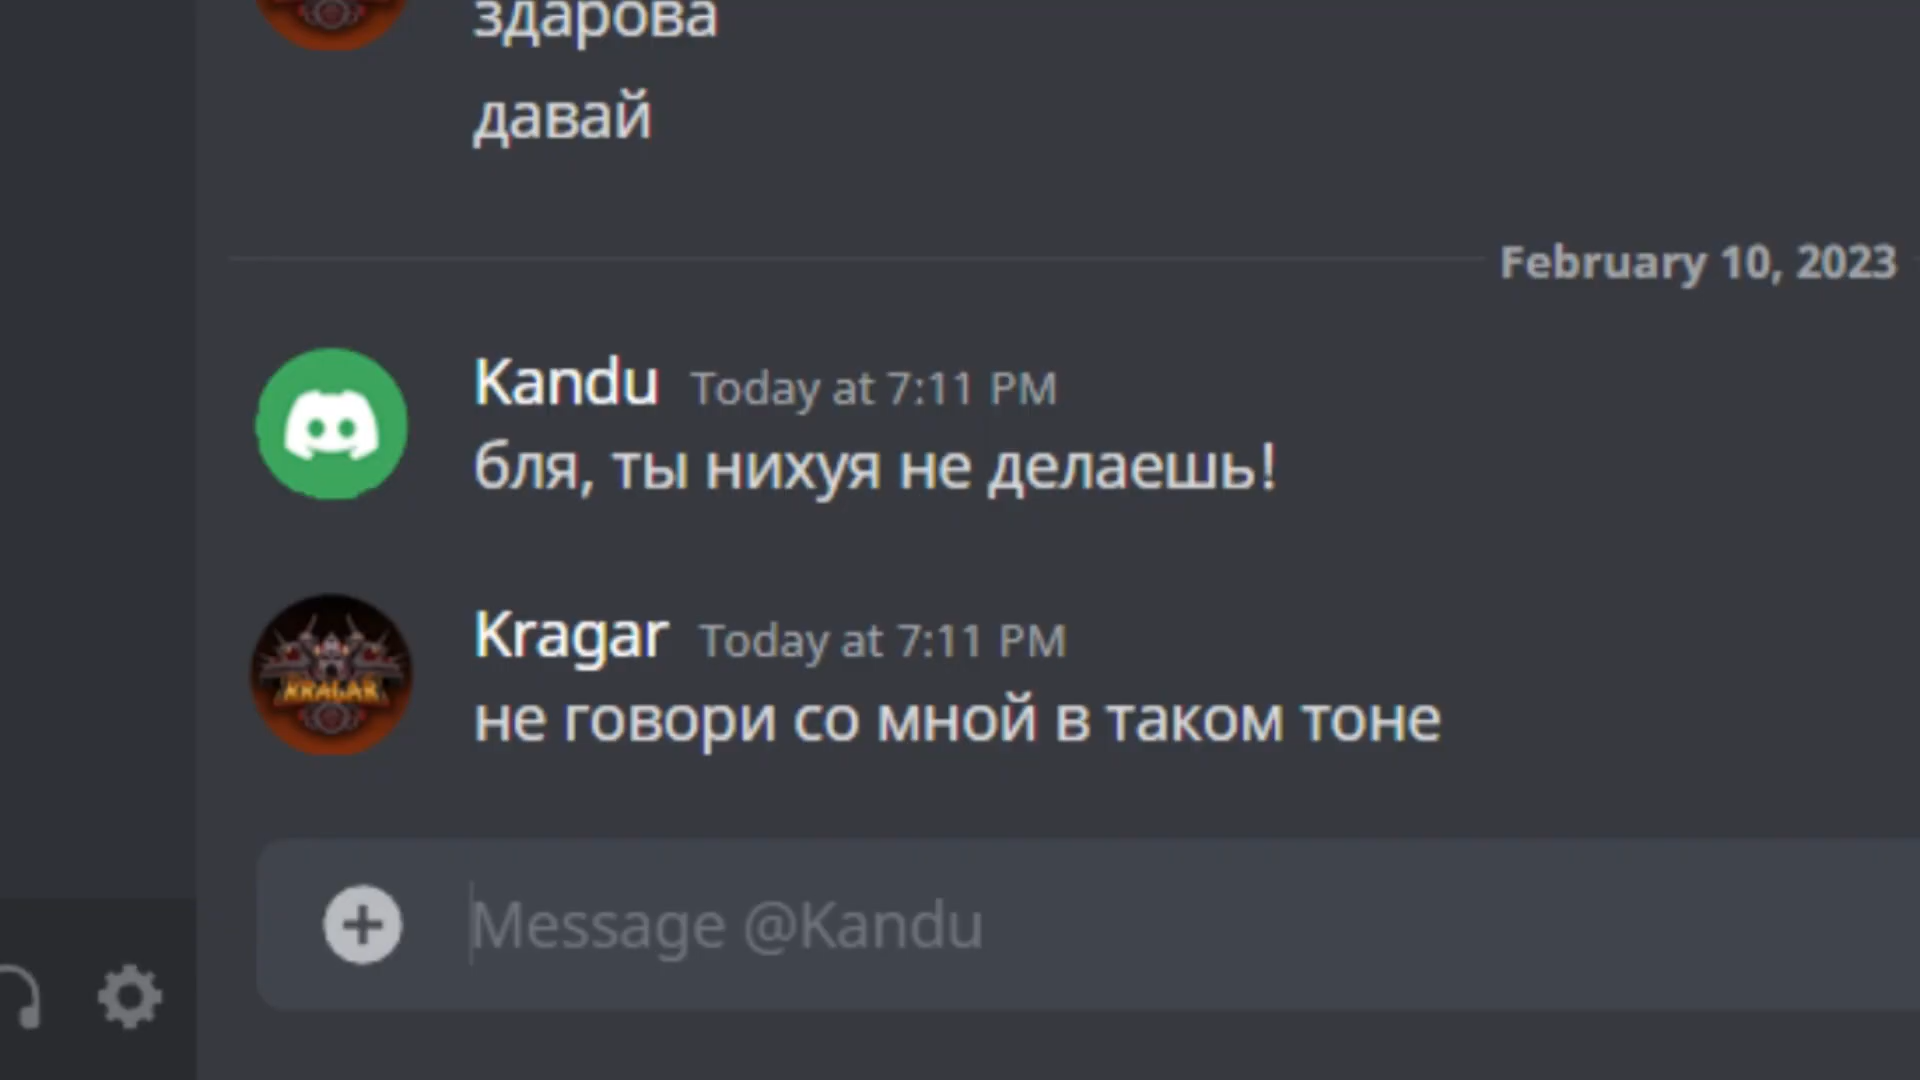 здарова
давай
February 10, 2023
Kandu Today at 7:11 PM
бля, ты нихуя не делаешь!
Kragar Today at 7:11 PM
KRAGAR
не говори со мной в таком тоне
Message @Kandu